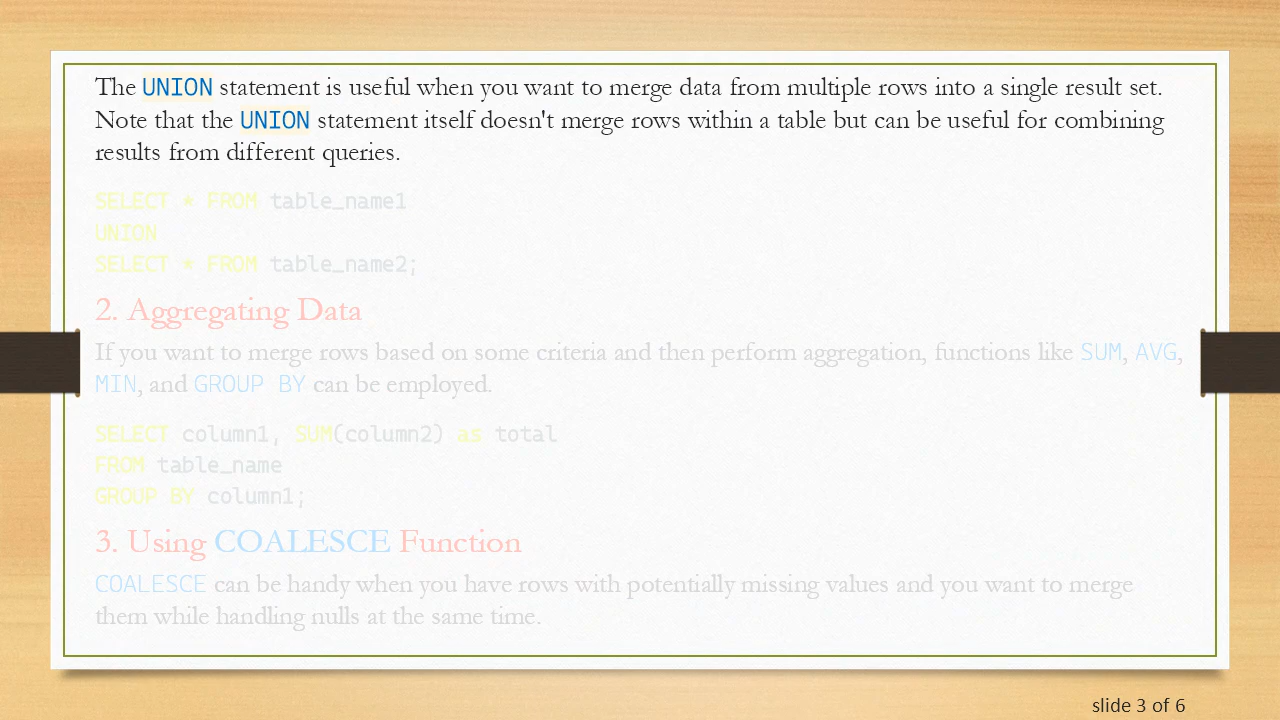 The UNION statement is useful when you want to merge data from multiple rows into a single result set.
Note that the UNION statement itself doesn't merge rows within a table but can be useful for combining
results from different queries.
SELECT * FROM table_name1
UNION
SELECT * FROM table_name2;
2. Aggregating Data
If you want to merge rows based on some criteria and then perform aggregation, functions like SUM, AVG,
MIN, and GROUP BY can be employed.
SELECT column1, SUM(column2) as total
FROM table_name
GROUP BY column1;
3. Using COALESCE Function
COALESCE can be handy when you have rows with potentially missing values and you want to merge
them while handling nulls at the same time.
slide 3 of 6